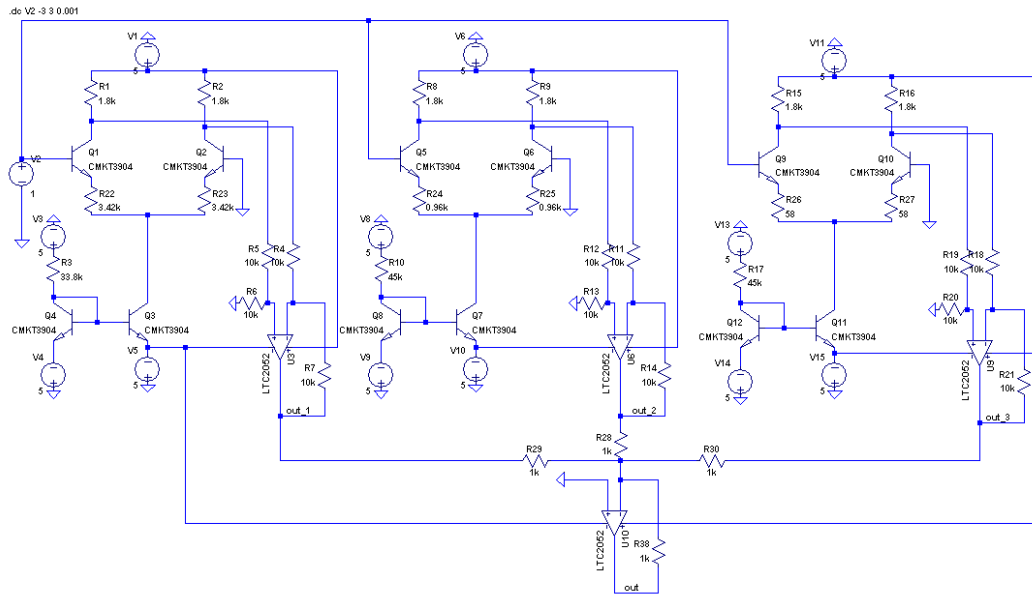 .dc V2 -3 3 0.001
V1
5
V6
5
V11
5
R1
1.8k
R2
1.8k
R8
1.8k
R9
1.8k
R15
1.8k
R16
1.8k
V2
1
Q1
CMKT3904
Q2
CMKT3904
Q5
CMKT3904
Q6
CMKT3904
Q9
CMKT3904
Q10
CMKT3904
R22
3.42k
R23
3.42k
R24
0.96k
R25
0.96k
R26
58
R27
58
V3
5
V8
5
V13
5
R3
33.8k
R5
10k
R4
10k
R10
45k
R12
10k
R11
10k
R17
45k
R19
10k
R18
10k
R6
10k
R13
10k
R20
10k
Q4
CMKT3904
Q3
CMKT3904
Q8
CMKT3904
Q7
CMKT3904
Q12
CMKT3904
Q11
CMKT3904
V4
5
V5
5
V9
5
V10
5
V14
5
V15
5
LTC2052
U3
R7
10k
LTC2052
U6
R14
10k
LTC2052
U9
R21
10k
out_1
out_2
out_3
R28
1k
R29
1k
R30
1k
LTC2052
U10
R38
1k
out